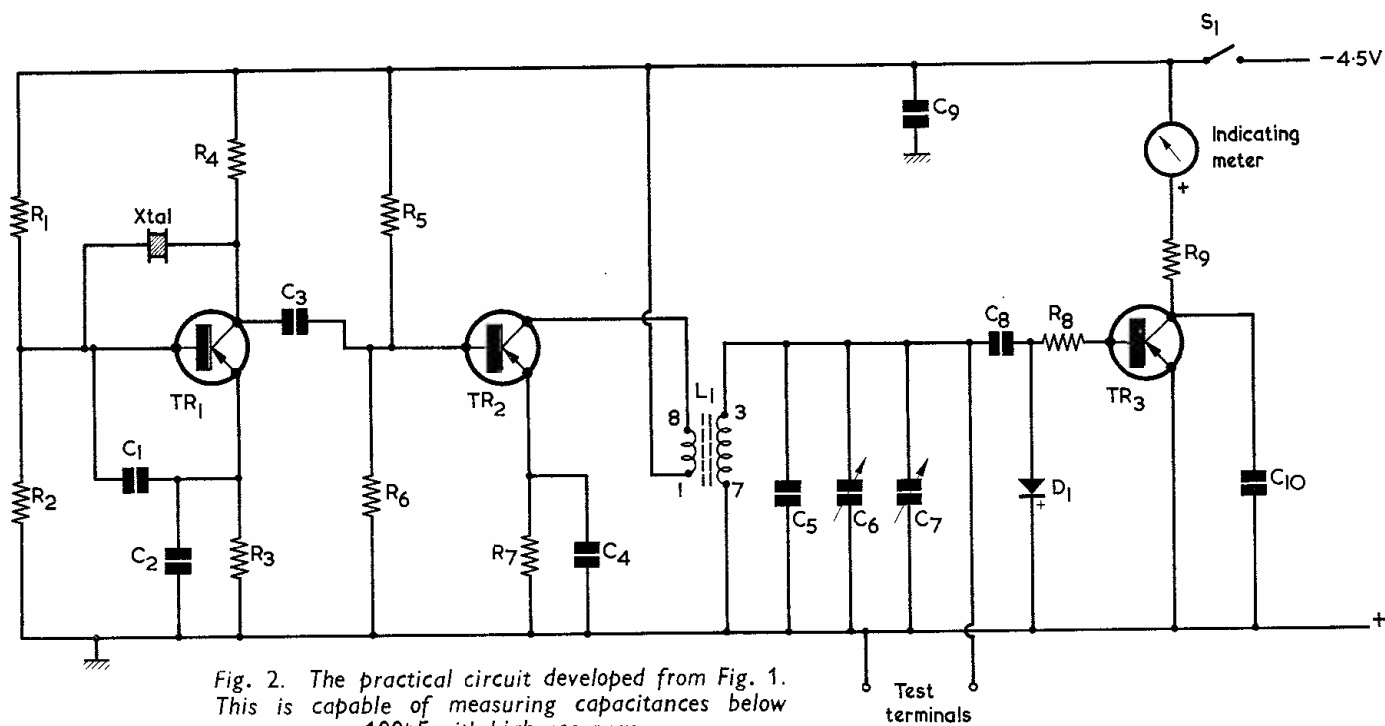 S1
−4·5V
C9
Indicating
meter
+
R4
R1
Xtal
R5
R9
C3
C8
R8
TR1
TR2
L1
8
3
TR3
C1
1
7
R2
R6
C5
C6
C7
D1
+
C10
C2
R3
R7
C4
+
Fig. 2. The practical circuit developed from Fig. 1.
This is capable of measuring capacitances below
Test
terminals